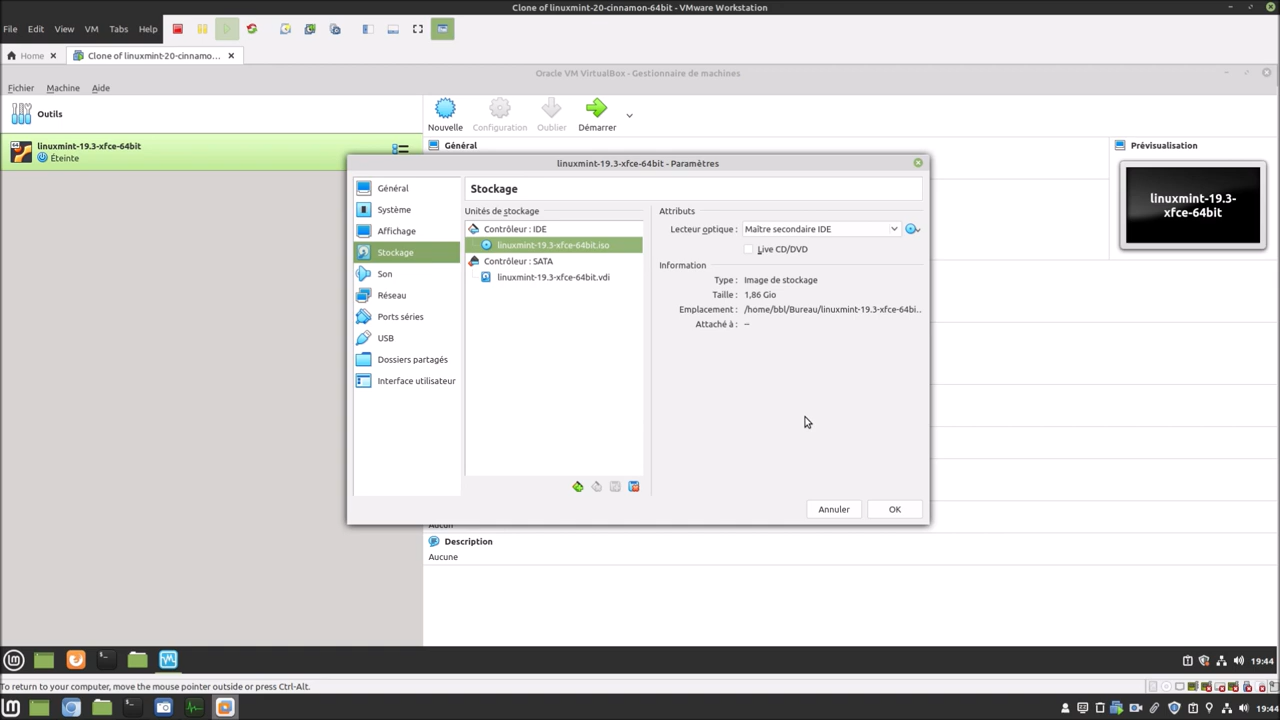 Clone of linuxmint-20-cinnamon-64bit - VMware Workstation
File Edit View VM Tabs Help
Home
Clone of linuxmint-20-cinnamo...
Oracle VM VirtualBox - Gestionnaire de machines
Fichier Machine Aide
Outils
Nouvelle Configuration Oublier Démarrer
linuxmint-19.3-xfce-64bit
Éteinte
Général
Prévisualisation
linuxmint-19.3-
xfce-64bit
linuxmint-19.3-xfce-64bit - Paramètres
Général
Système
Affichage
Stockage
Son
Réseau
Ports séries
USB
Dossiers partagés
Interface utilisateur
Stockage
Unités de stockage
Contrôleur : IDE
linuxmint-19.3-xfce-64bit.iso
Contrôleur : SATA
linuxmint-19.3-xfce-64bit.vdi
Attributs
Lecteur optique : Maître secondaire IDE
Live CD/DVD
Information
Type : Image de stockage
Taille : 1,86 Gio
Emplacement : /home/bbl/Bureau/linuxmint-19.3-xfce-64bi...
Attaché à : --
Annuler OK
Aucun
Description
Aucune
19:44
To return to your computer, move the mouse pointer outside or press Ctrl-Alt.
19:44